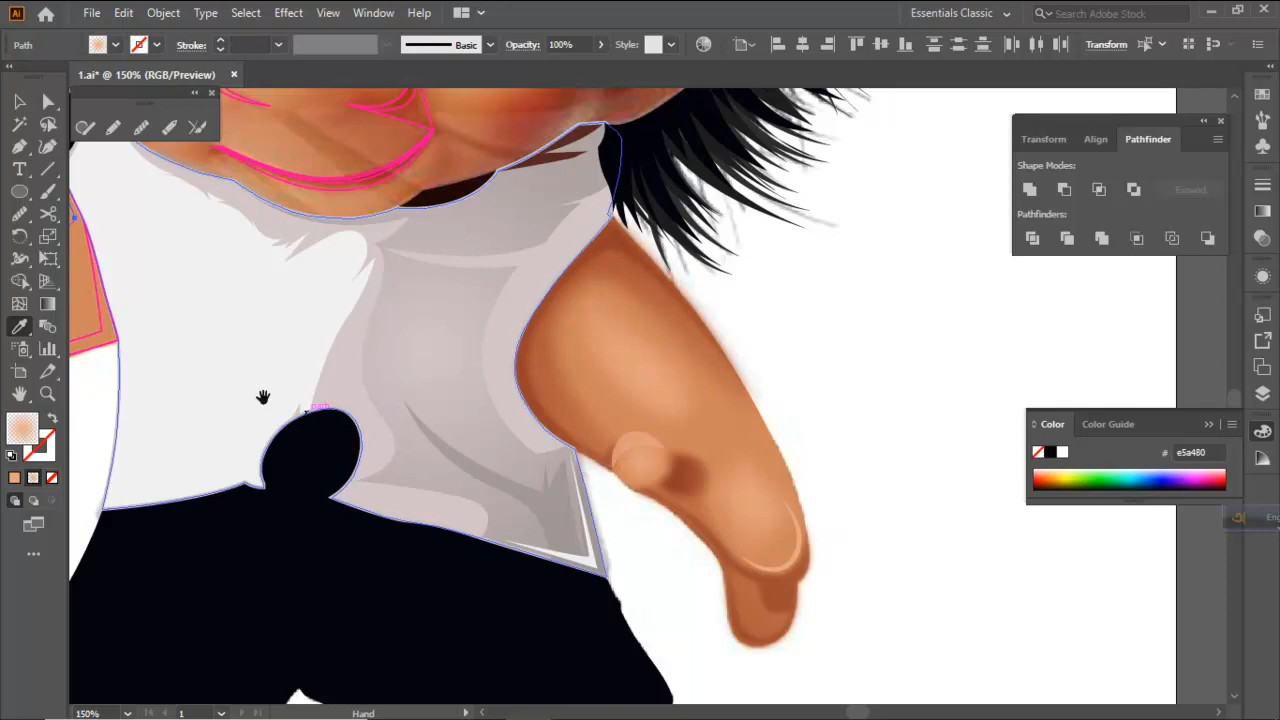 Ai File Edit Object Type Select Effect View Window Help Essentials Classic Search Adobe Stock
Path Stroke: Basic Opacity: 100% Style: Transform
1.ai* @ 150% (RGB/Preview)
Transform Align Pathfinder
Shape Modes:
Expand
Pathfinders:
Color Color Guide
# e5a480
En
150% 1 Hand